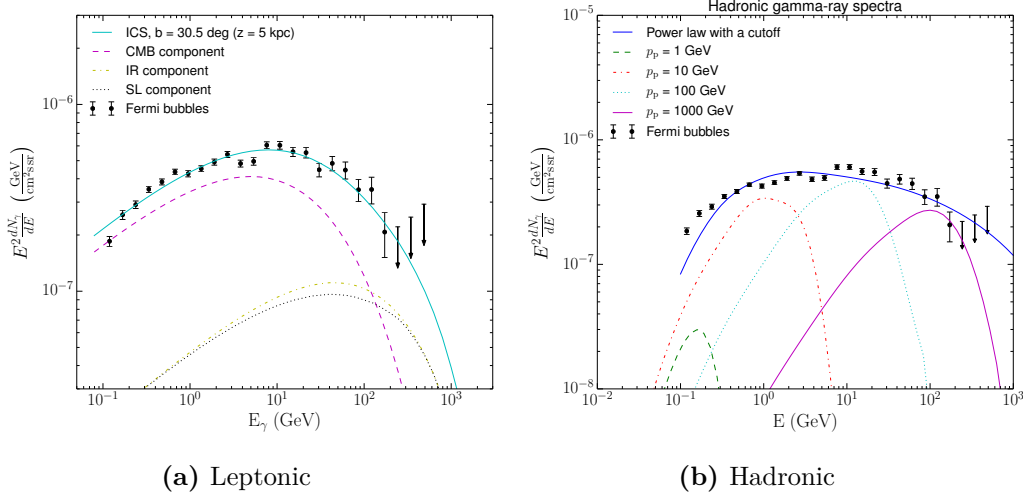 ICS, b = 30.5 deg (z = 5 kpc)
CMB component
IR component
SL component
Fermi bubbles
10^{-6}
10^{-7}
E^2 \frac{dN_γ}{dE} (\frac{GeV}{cm^2 s sr})
10^{-1} 10^0 10^1 10^2 10^3
E_γ (GeV)
(a) Leptonic
Hadronic gamma-ray spectra
Power law with a cutoff
p_p = 1 GeV
p_p = 10 GeV
p_p = 100 GeV
p_p = 1000 GeV
Fermi bubbles
10^{-5}
10^{-6}
10^{-7}
10^{-8}
E^2 \frac{dN_γ}{dE} (\frac{GeV}{cm^2 s sr})
10^{-2} 10^{-1} 10^0 10^1 10^2 10^3
E (GeV)
(b) Hadronic